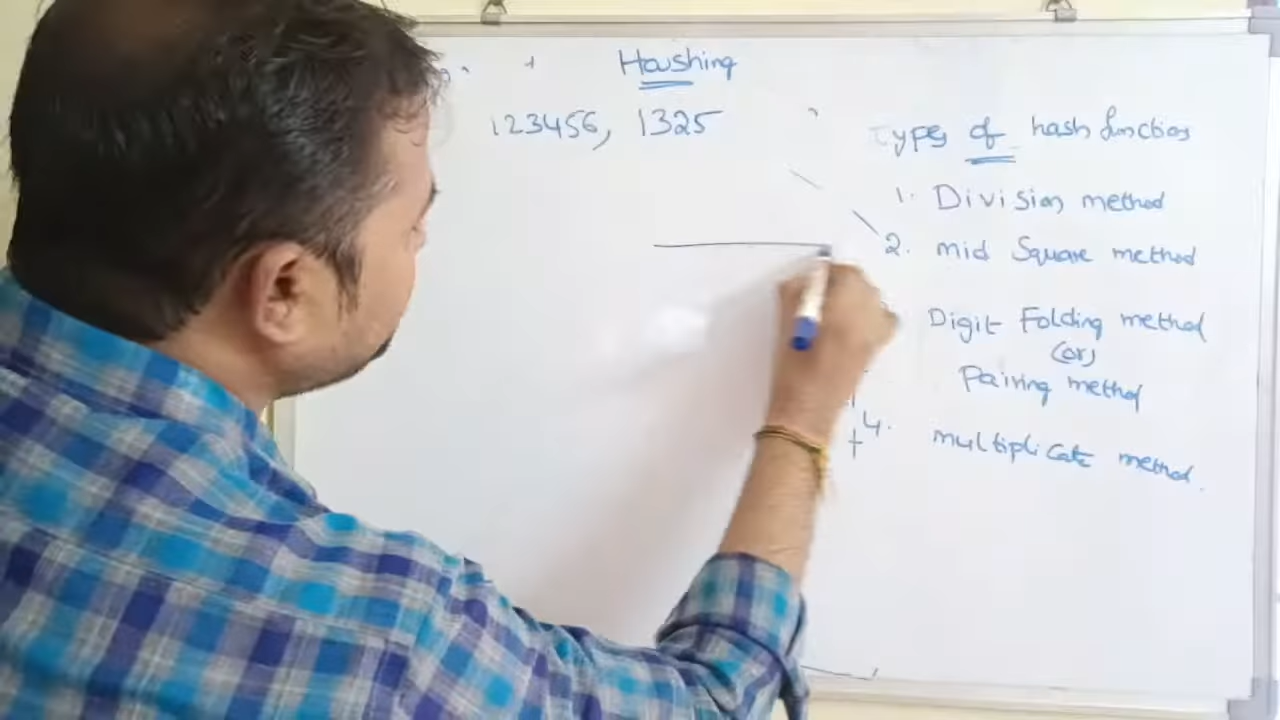 Hashing
123456, 1325
Types of hash functions
1. Division method
2. mid Square method
Digit Folding method
(or)
Pairing method
4. multiplicate method.